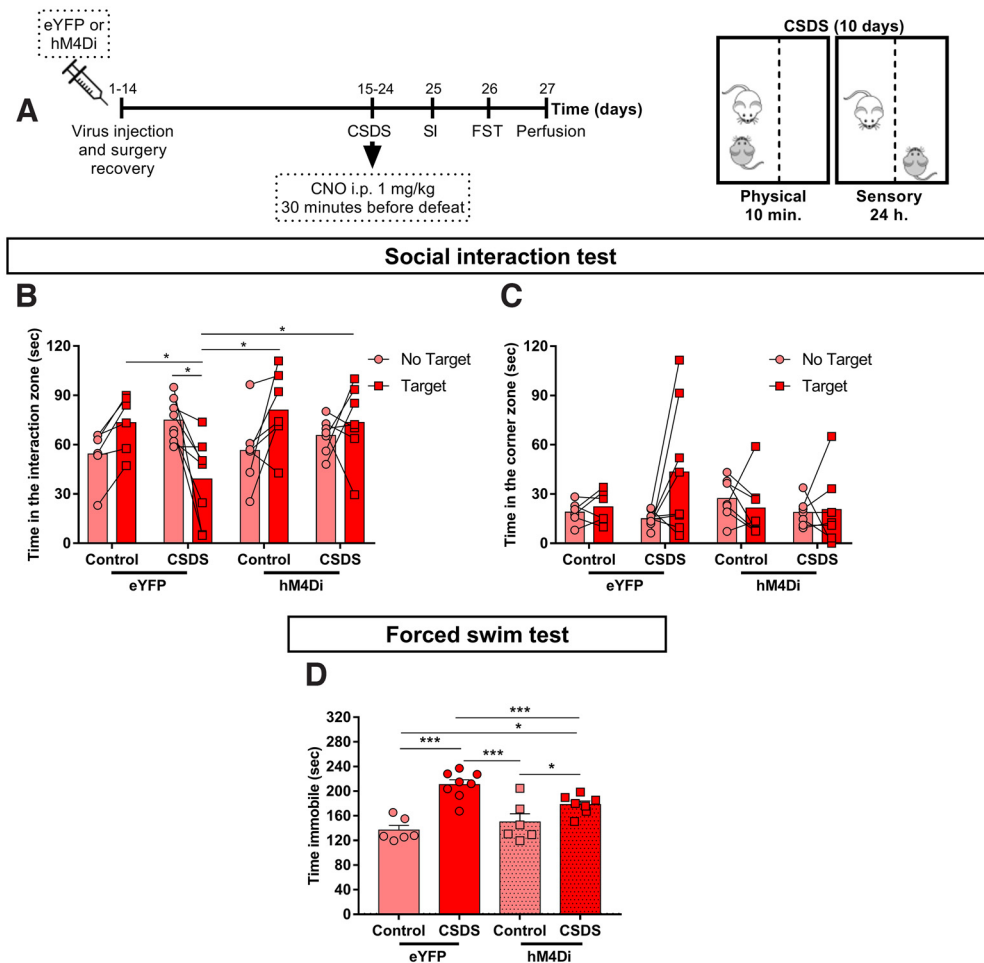 eYFP or
hM4Di
A
1-14
15-24
25
26
27
Time (days)
Virus injection
and surgery
recovery
CSDS
SI
FST
Perfusion
CNO i.p. 1 mg/kg
30 minutes before defeat
CSDS (10 days)
Physical
10 min.
Sensory
24 h.
Social interaction test
B
Time in the interaction zone (sec)
120
90
60
30
0
*
*
*
*
No Target
Target
Control
CSDS
Control
CSDS
eYFP
hM4Di
C
Time in the corner zone (sec)
120
90
60
30
0
No Target
Target
Control
CSDS
Control
CSDS
eYFP
hM4Di
Forced swim test
D
Time immobile (sec)
320
280
240
200
160
120
80
40
0
***
*
***
***
*
Control
CSDS
Control
CSDS
eYFP
hM4Di